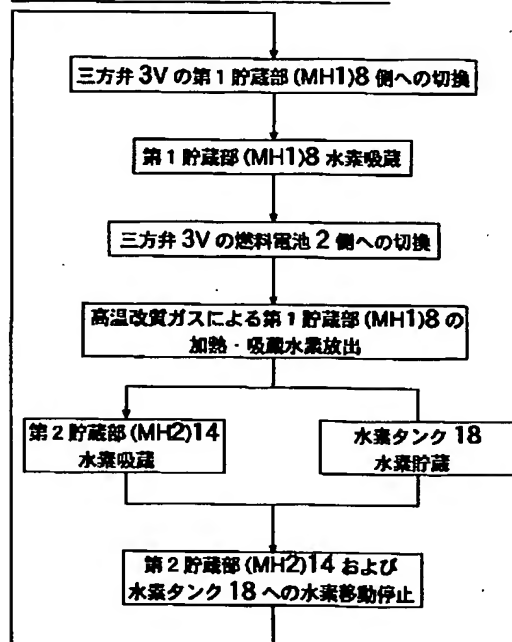 三方弁 3V の第1貯蔵部(MH1)8 側への切換
第1貯蔵部(MH1)8 水素吸蔵
三方弁 3V の燃料電池 2 側への切換
高温改質ガスによる第1貯蔵部(MH1)8 の
加熱・吸蔵水素放出
第2貯蔵部(MH2)14
水素吸蔵
水素タンク 18
水素貯蔵
第2貯蔵部(MH2)14 および
水素タンク 18 への水素移動停止